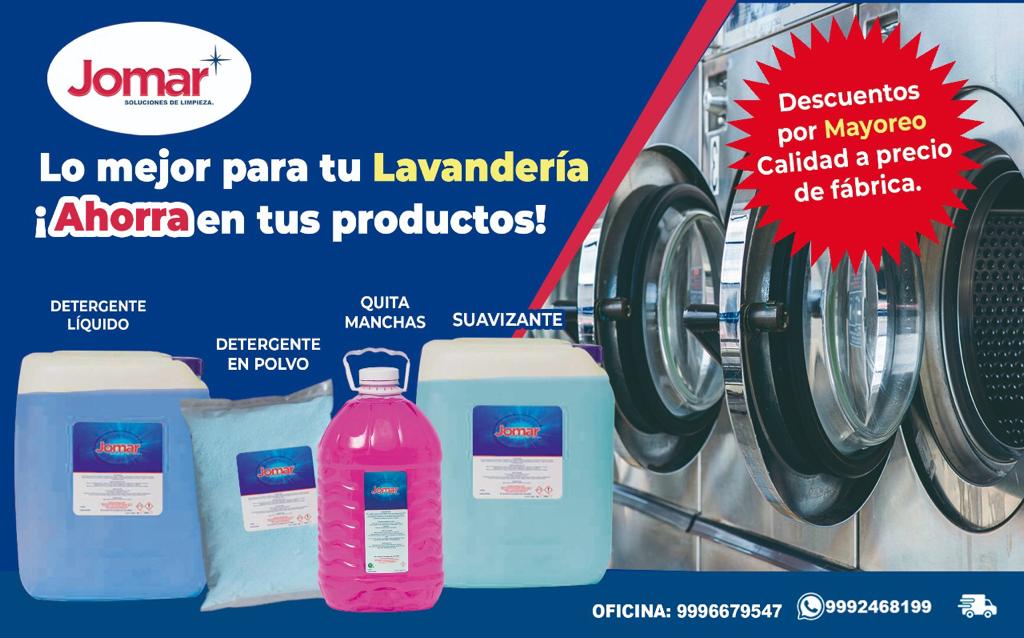 Jomar
SOLUCIONES DE LIMPIEZA.
Lo mejor para tu Lavandería
¡Ahorra en tus productos!
Descuentos
por Mayoreo
Calidad a precio
de fábrica.
DETERGENTE
LÍQUIDO
DETERGENTE
EN POLVO
QUITA
MANCHAS
SUAVIZANTE
Jomar
Jomar
Jomar
Jomar
OFICINA: 9996679547
9992468199